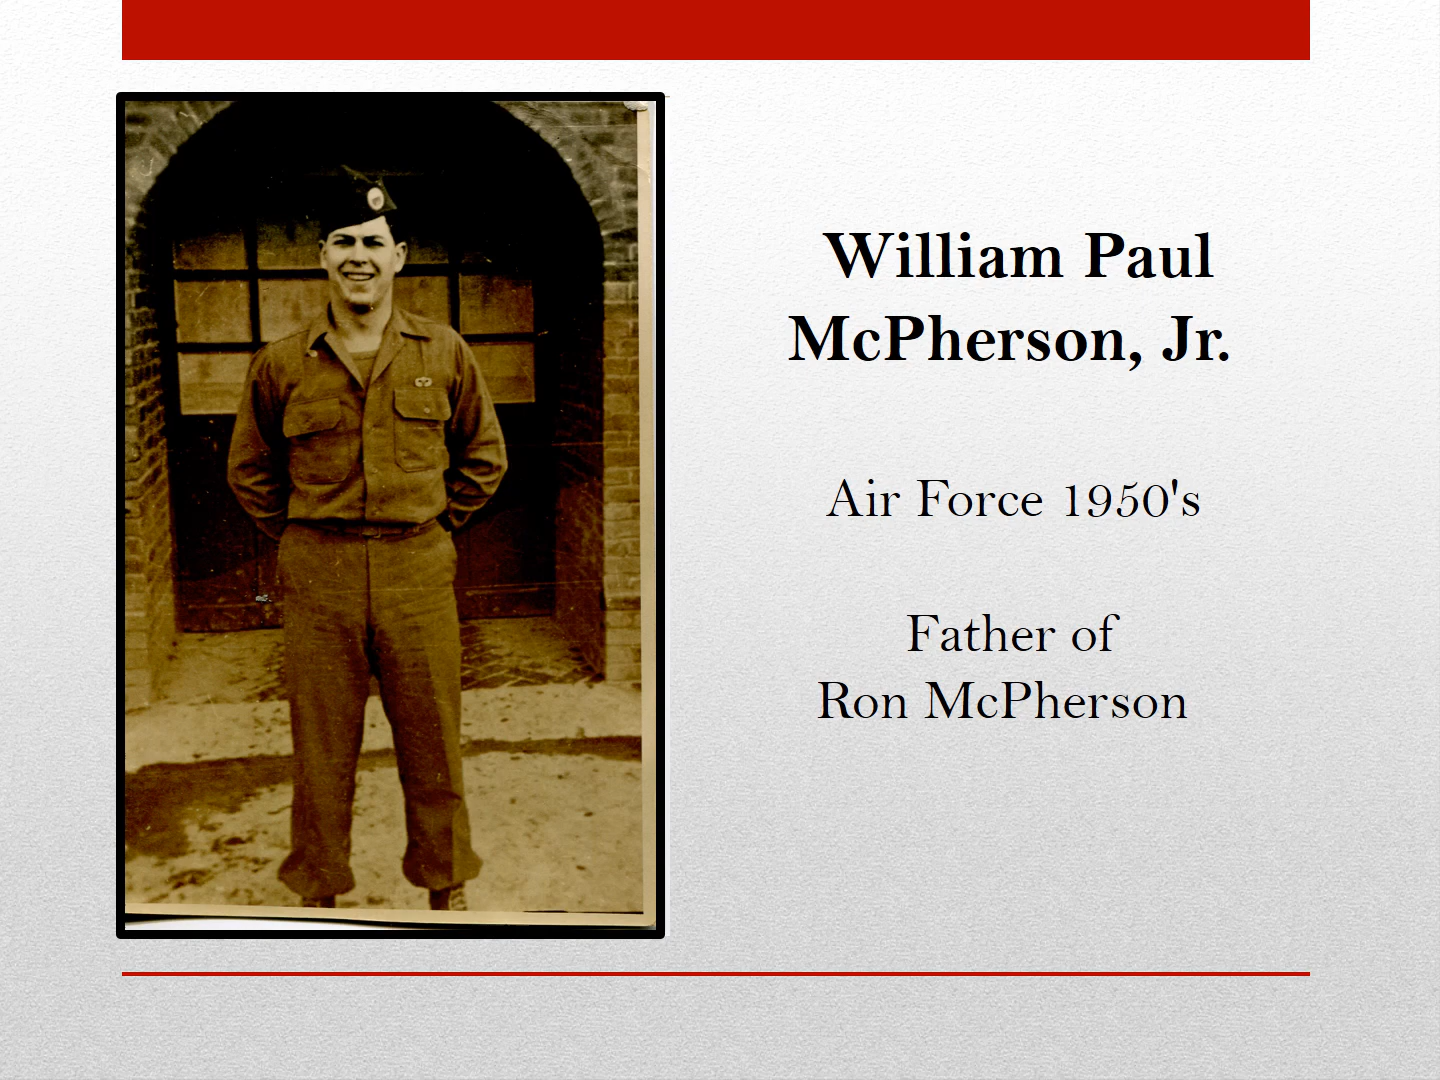 William Paul
McPherson, Jr.
Air Force 1950's
Father of
Ron McPherson